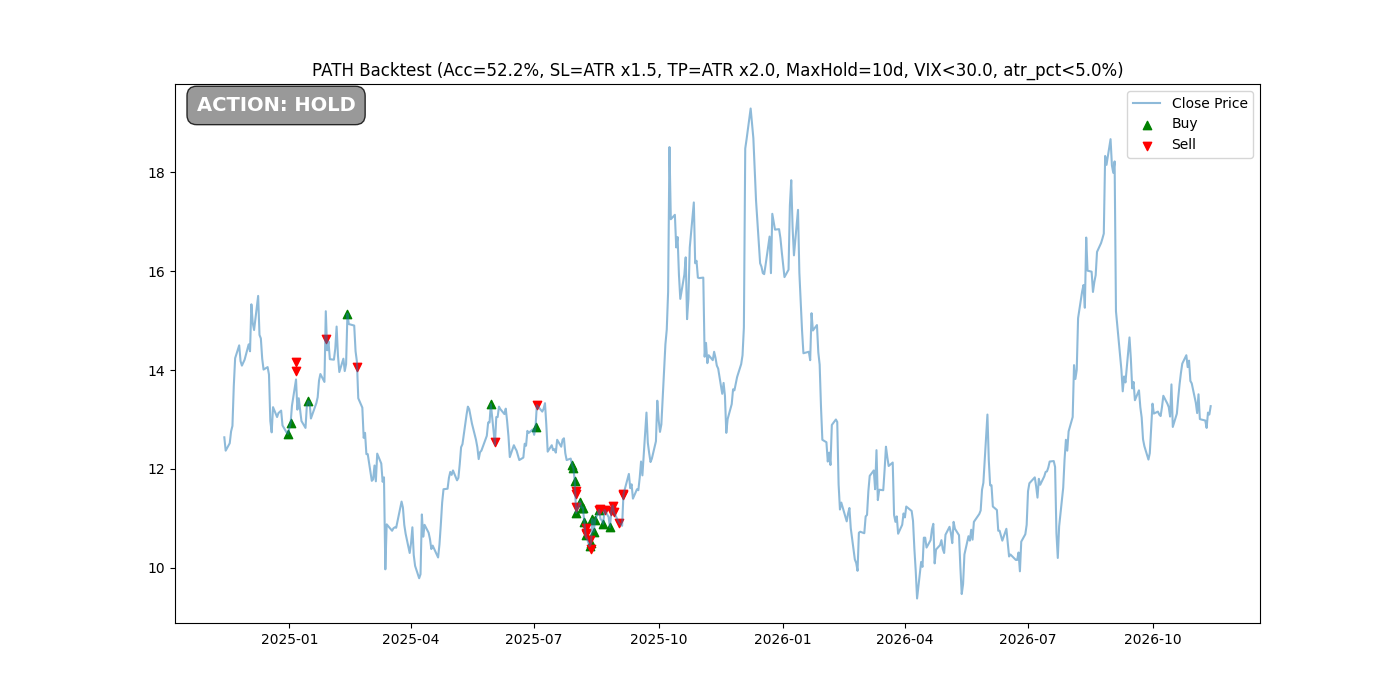 PATH Backtest (Acc=52.2%, SL=ATR x1.5, TP=ATR x2.0, MaxHold=10d, VIX<30.0, atr_pct<5.0%)
ACTION: HOLD
Close Price
Buy
Sell
18
16
14
12
10
2025-01
2025-04
2025-07
2025-10
2026-01
2026-04
2026-07
2026-10